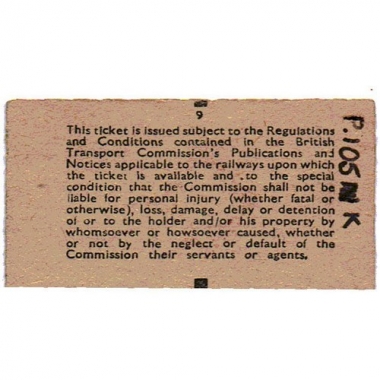 9
This ticket is issued subject to the Regulations
and Conditions contained in the British
Transport Commission's Publications and
Notices applicable to the railways upon which
the ticket is available and to the special
condition that the Commission shall not be
liable for personal injury (whether fatal or
otherwise), loss, damage, delay or detention
of or to the holder and/or his property by
whomsoever or howsoever caused, whether
or not by the neglect or default of the
Commission their servants or agents.
P.105 N K